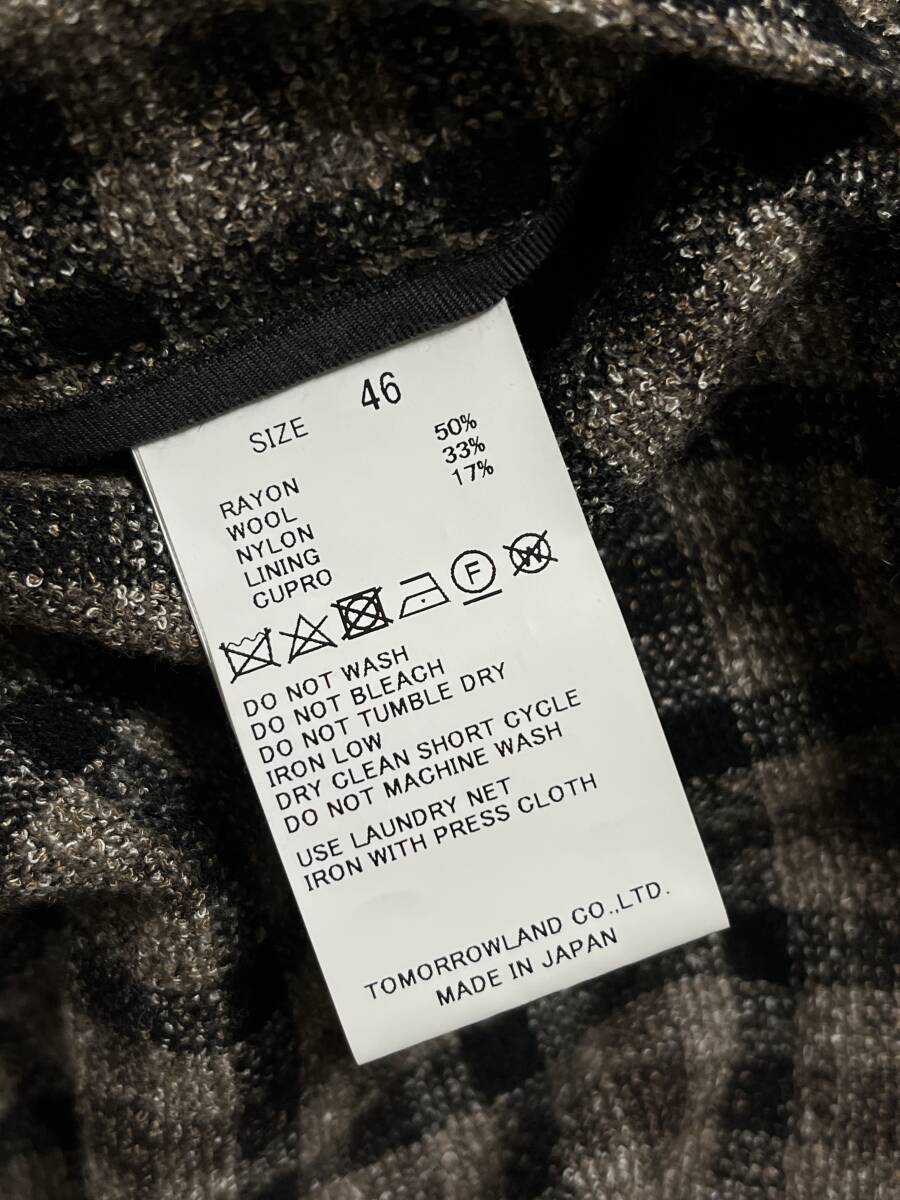 SIZE 46
RAYON 50%
WOOL 33%
NYLON 17%
LINING
CUPRO
F W
DO NOT WASH
DO NOT BLEACH
DO NOT TUMBLE DRY
IRON LOW
DRY CLEAN SHORT CYCLE
DO NOT MACHINE WASH
USE LAUNDRY NET
IRON WITH PRESS CLOTH
TOMORROWLAND CO.,LTD.
MADE IN JAPAN